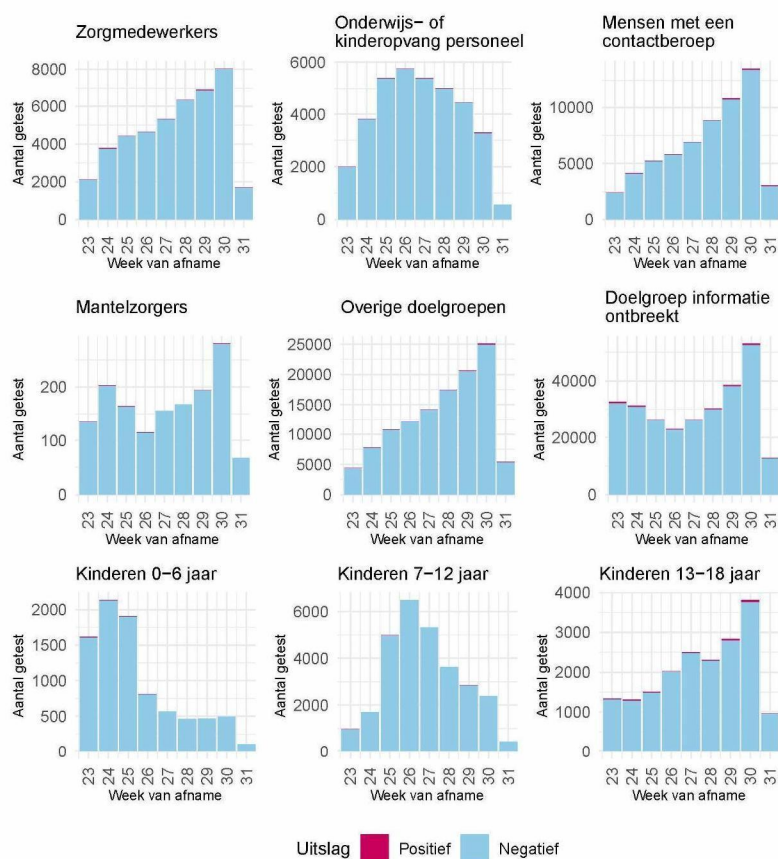 Zorgmedewerkers
Aantal getest
8000
6000
4000
2000
0
23 24 25 26 27 28 29 30 31
Week van afname
Onderwijs− of
kinderopvang personeel
Aantal getest
6000
4000
2000
0
23 24 25 26 27 28 29 30 31
Week van afname
Mensen met een
contactberoep
Aantal getest
10000
5000
0
23 24 25 26 27 28 29 30 31
Week van afname
Mantelzorgers
Aantal getest
200
100
0
23 24 25 26 27 28 29 30 31
Week van afname
Overige doelgroepen
Aantal getest
25000
20000
15000
10000
5000
0
23 24 25 26 27 28 29 30 31
Week van afname
Doelgroep informatie
ontbreekt
Aantal getest
40000
20000
0
23 24 25 26 27 28 29 30 31
Week van afname
Kinderen 0−6 jaar
Aantal getest
2000
1500
1000
500
0
23 24 25 26 27 28 29 30 31
Week van afname
Kinderen 7−12 jaar
Aantal getest
6000
4000
2000
0
23 24 25 26 27 28 29 30 31
Week van afname
Kinderen 13−18 jaar
Aantal getest
4000
3000
2000
1000
0
23 24 25 26 27 28 29 30 31
Week van afname
Uitslag Positief Negatief